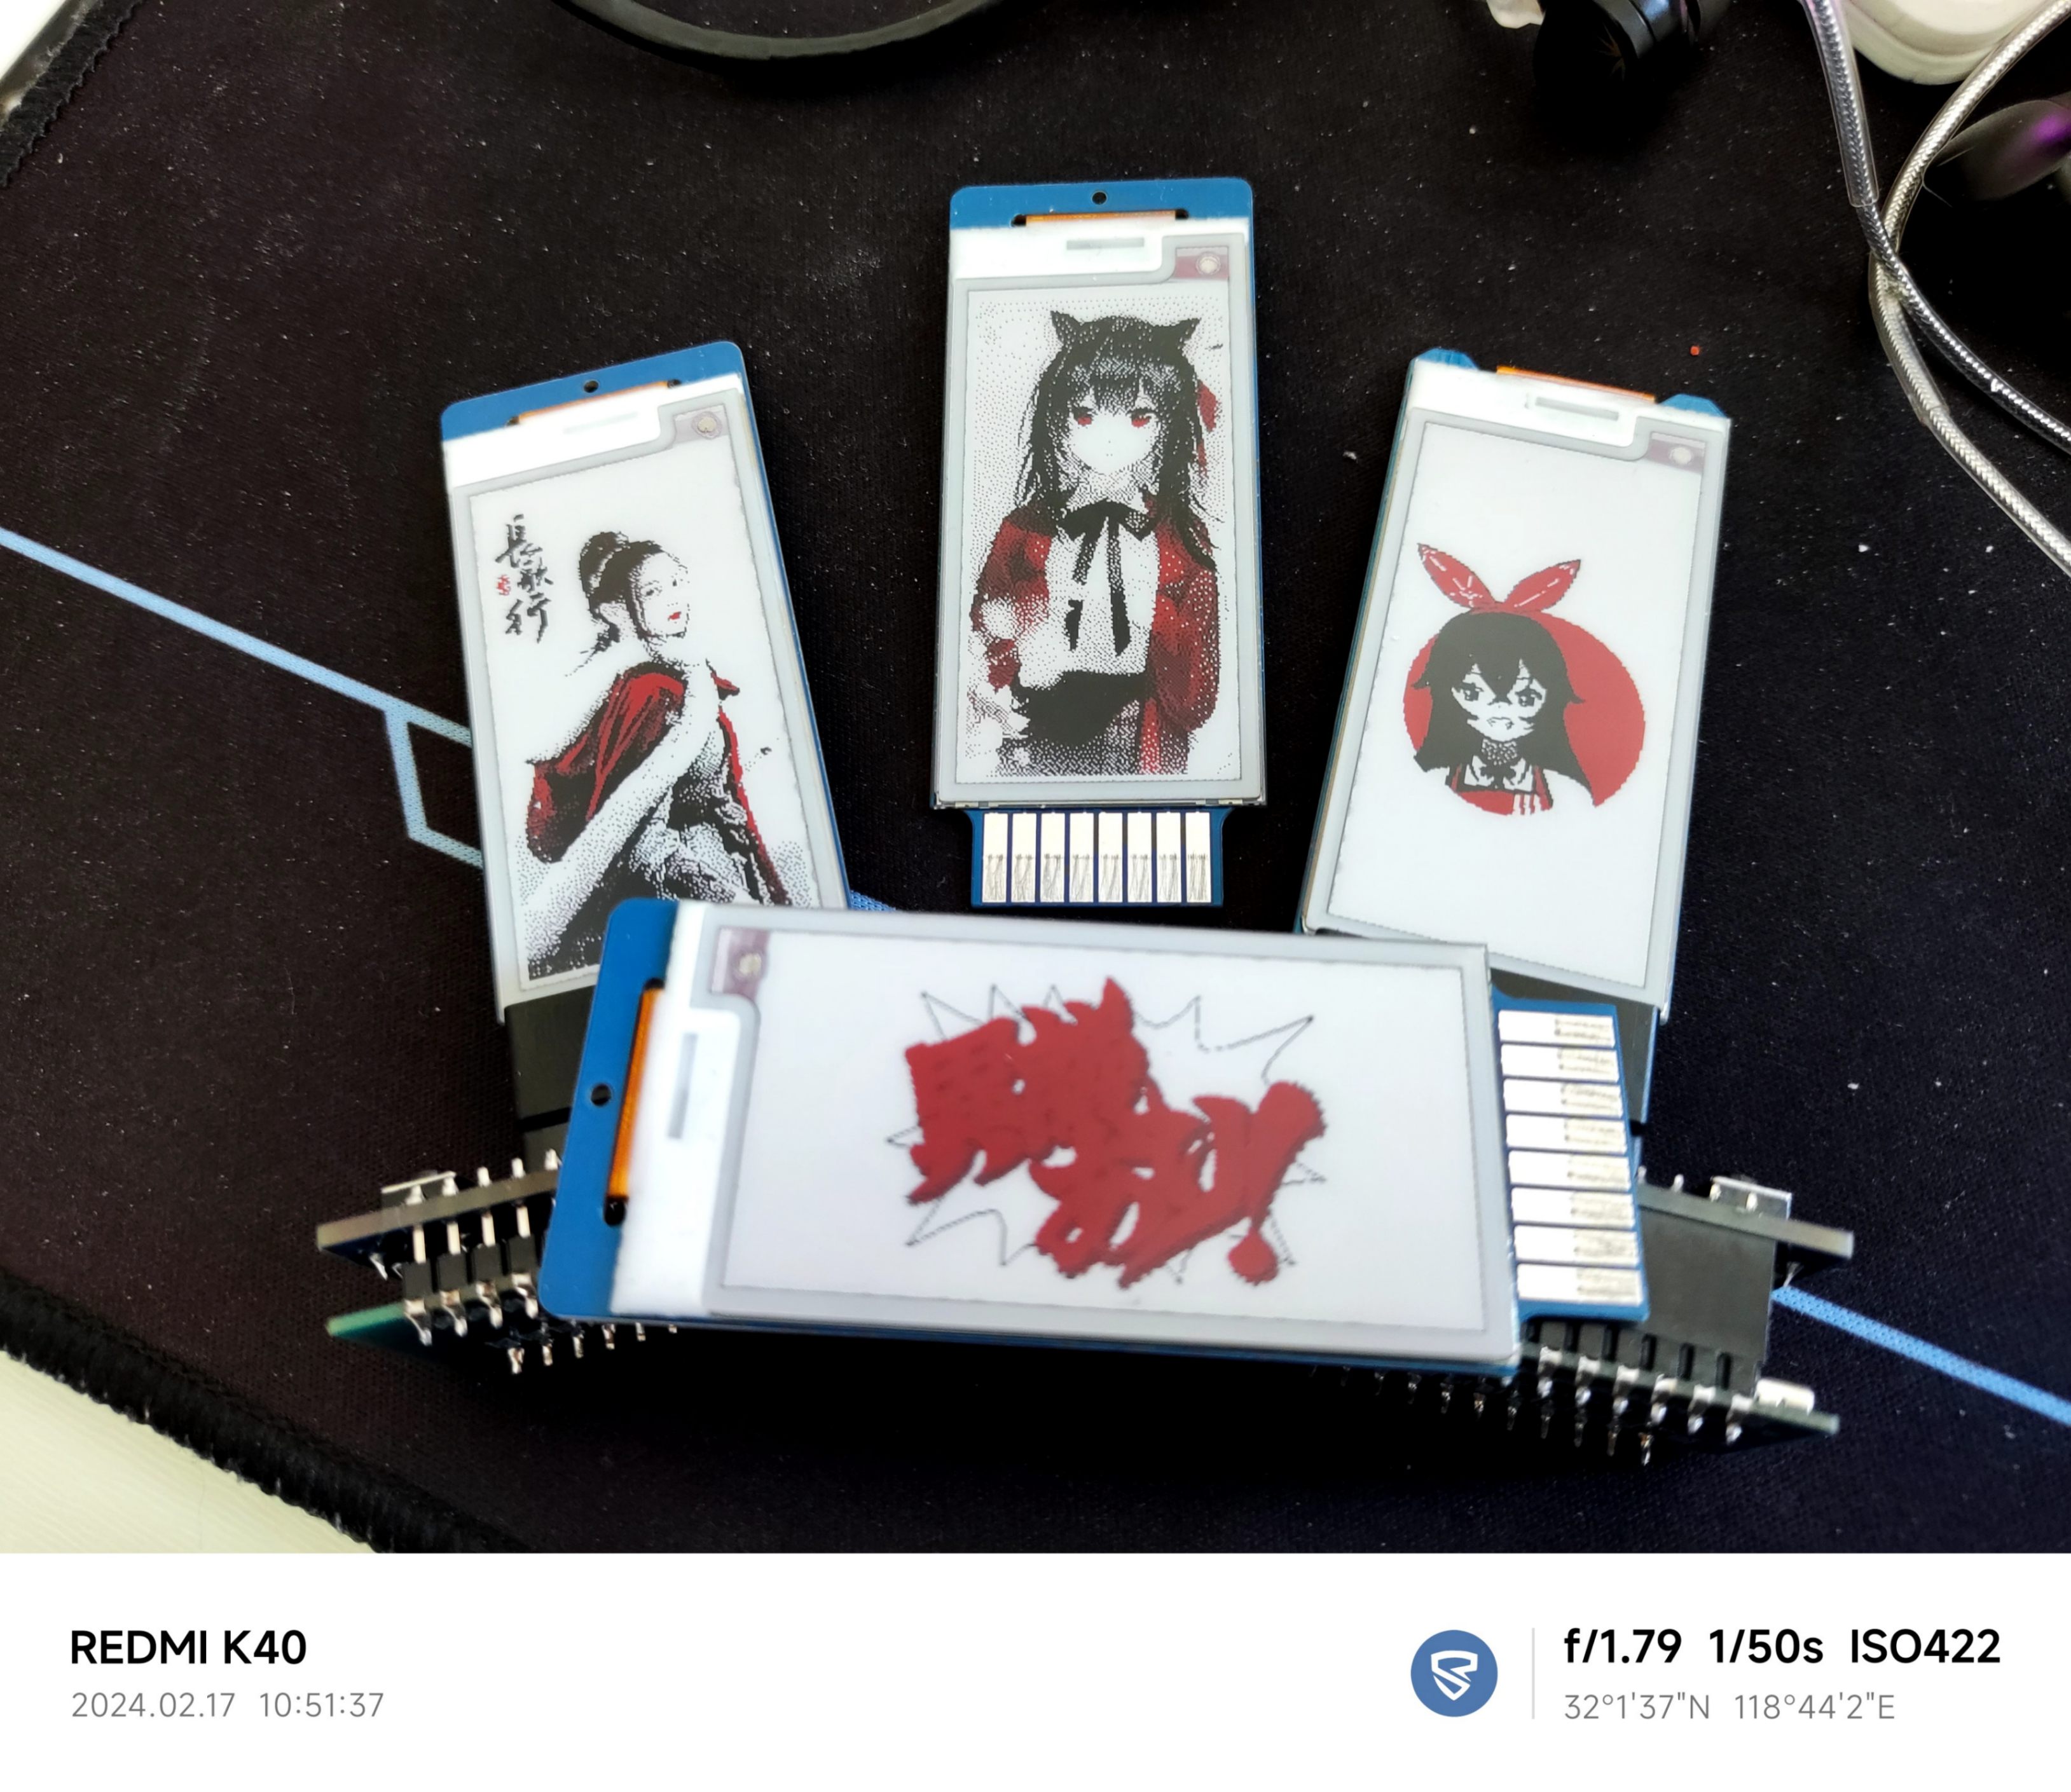 長
歌
行
REDMI K40
2024.02.17 10:51:37
f/1.79 1/50s ISO422
32°1'37"N 118°44'2"E